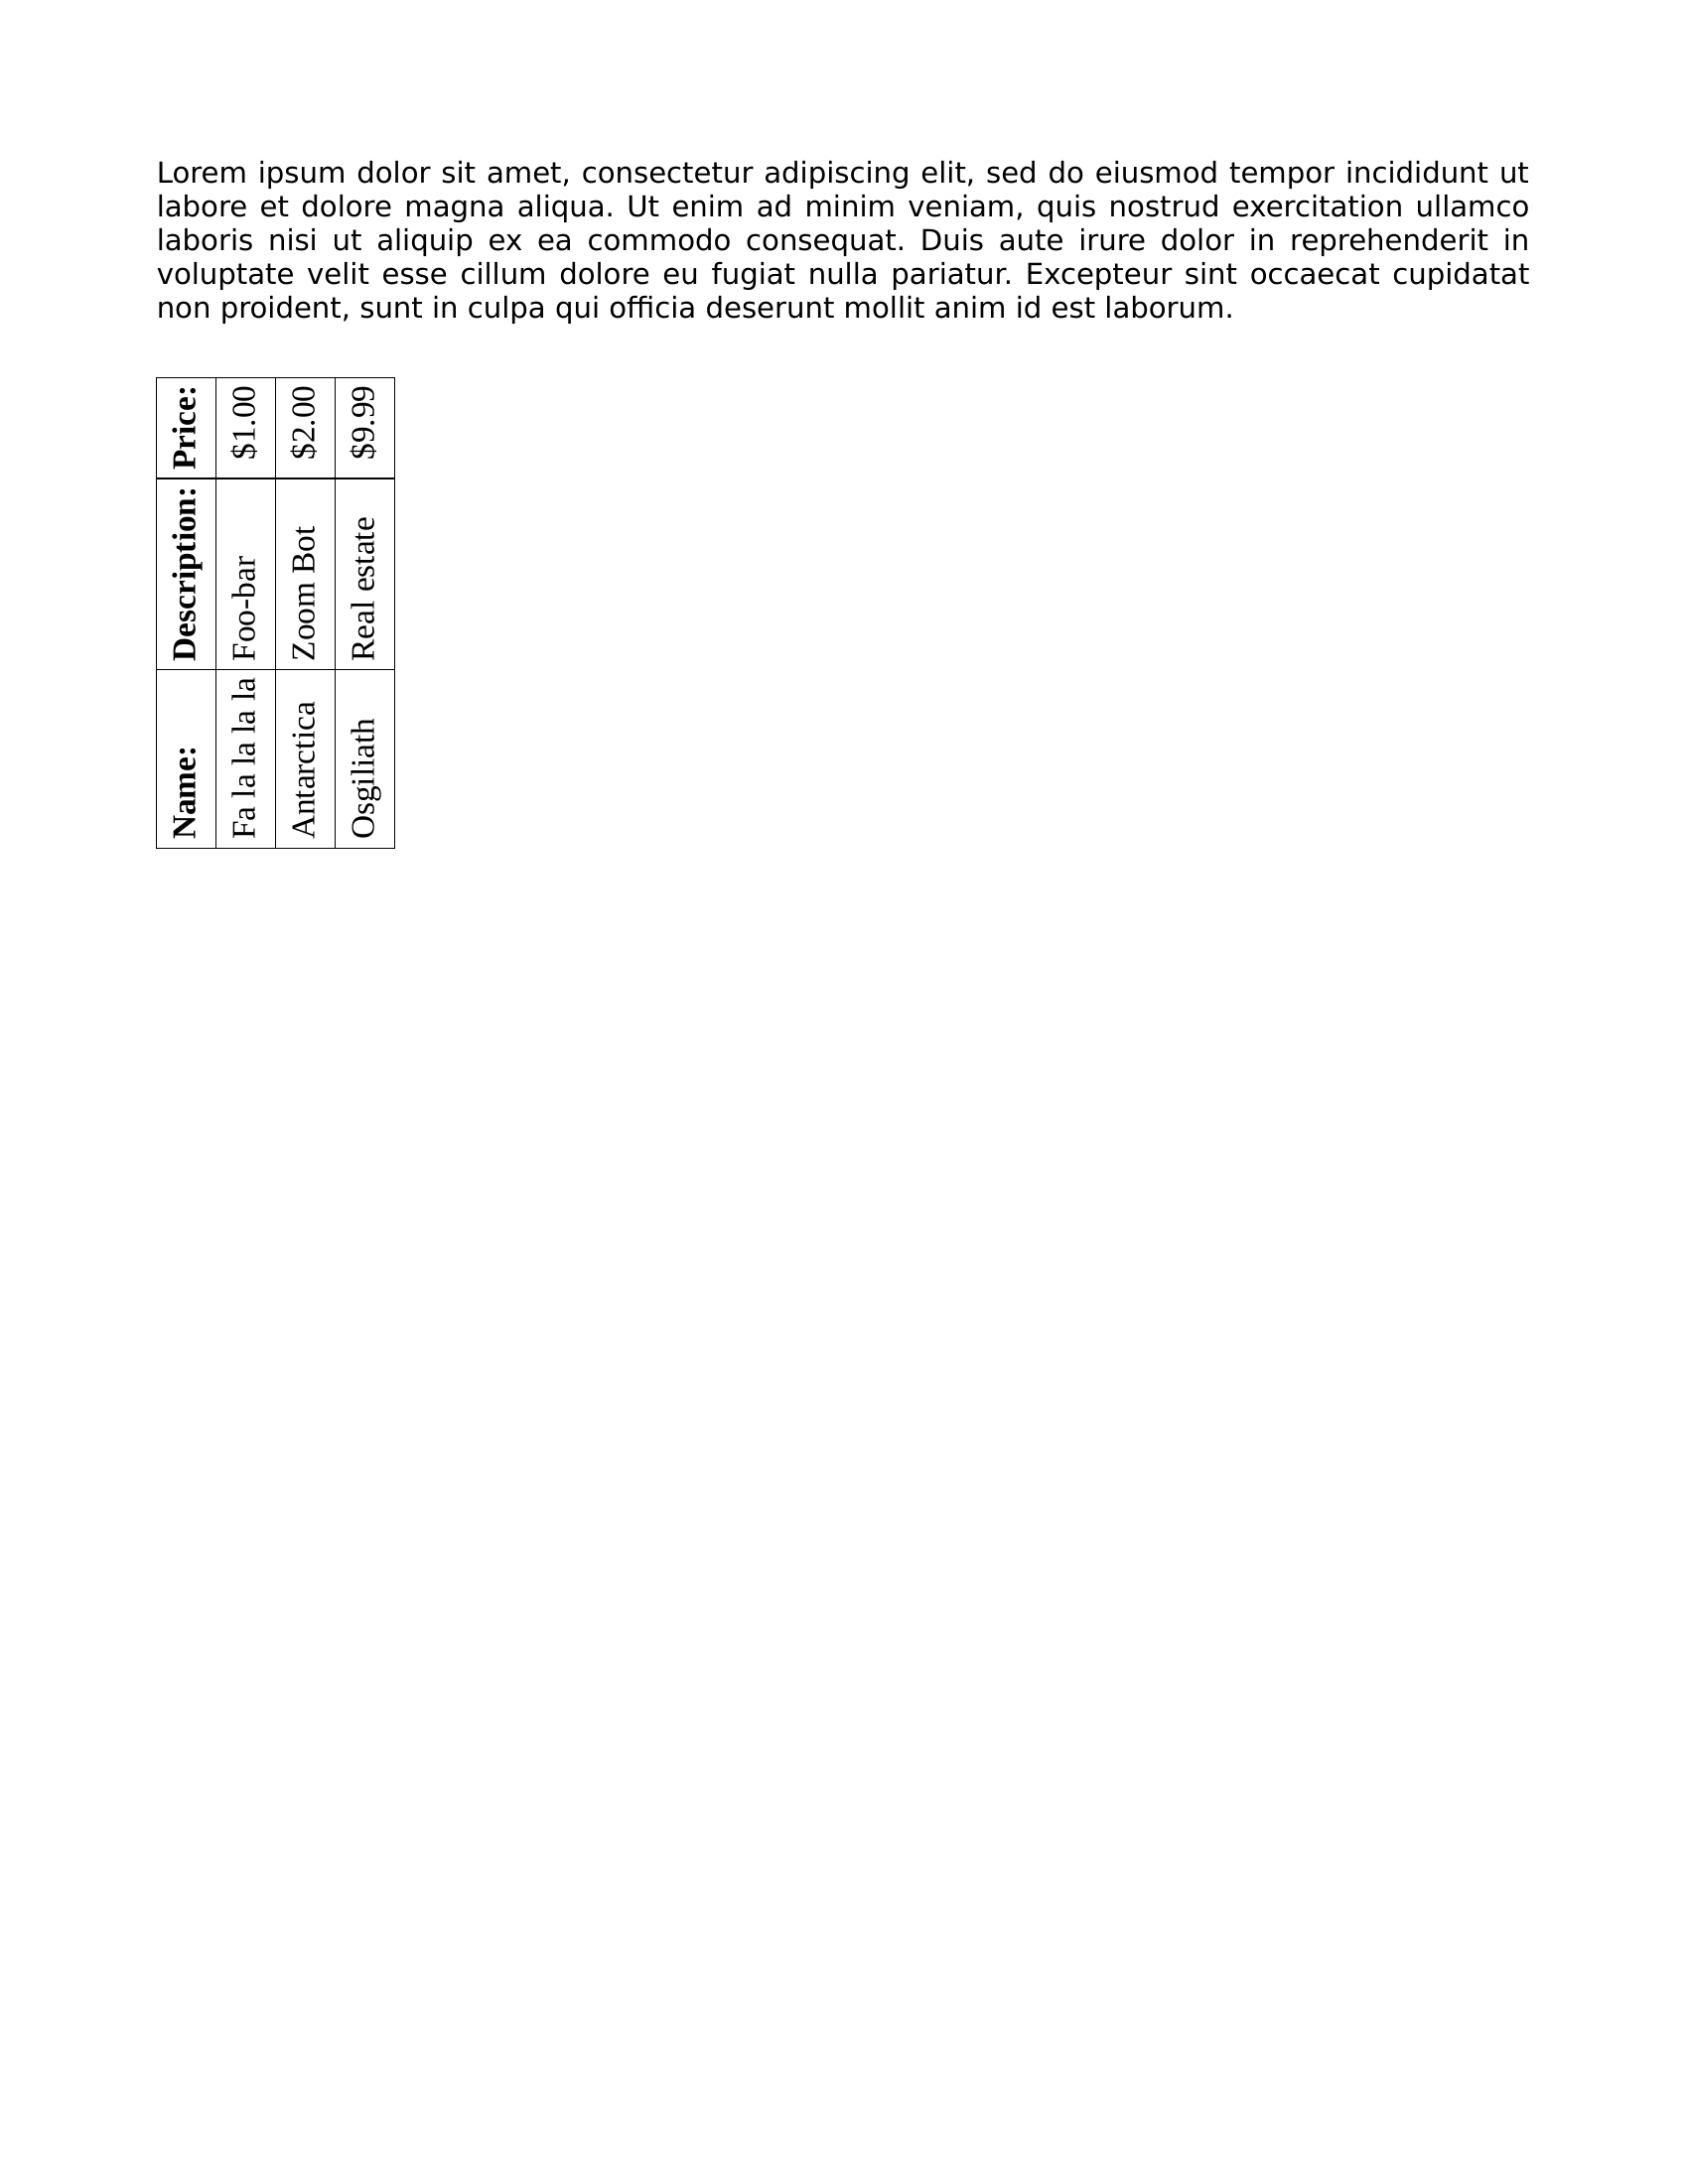 Lorem ipsum dolor sit amet, consectetur adipiscing elit, sed do eiusmod tempor incididunt ut
labore et dolore magna aliqua. Ut enim ad minim veniam, quis nostrud exercitation ullamco
laboris nisi ut aliquip ex ea commodo consequat. Duis aute irure dolor in reprehenderit in
voluptate velit esse cillum dolore eu fugiat nulla pariatur. Excepteur sint occaecat cupidatat
non proident, sunt in culpa qui officia deserunt mollit anim id est laborum.
Name: Description: Price:
Fa la la la la Foo-bar $1.00
Antarctica Zoom Bot $2.00
Osgiliath Real estate $9.99